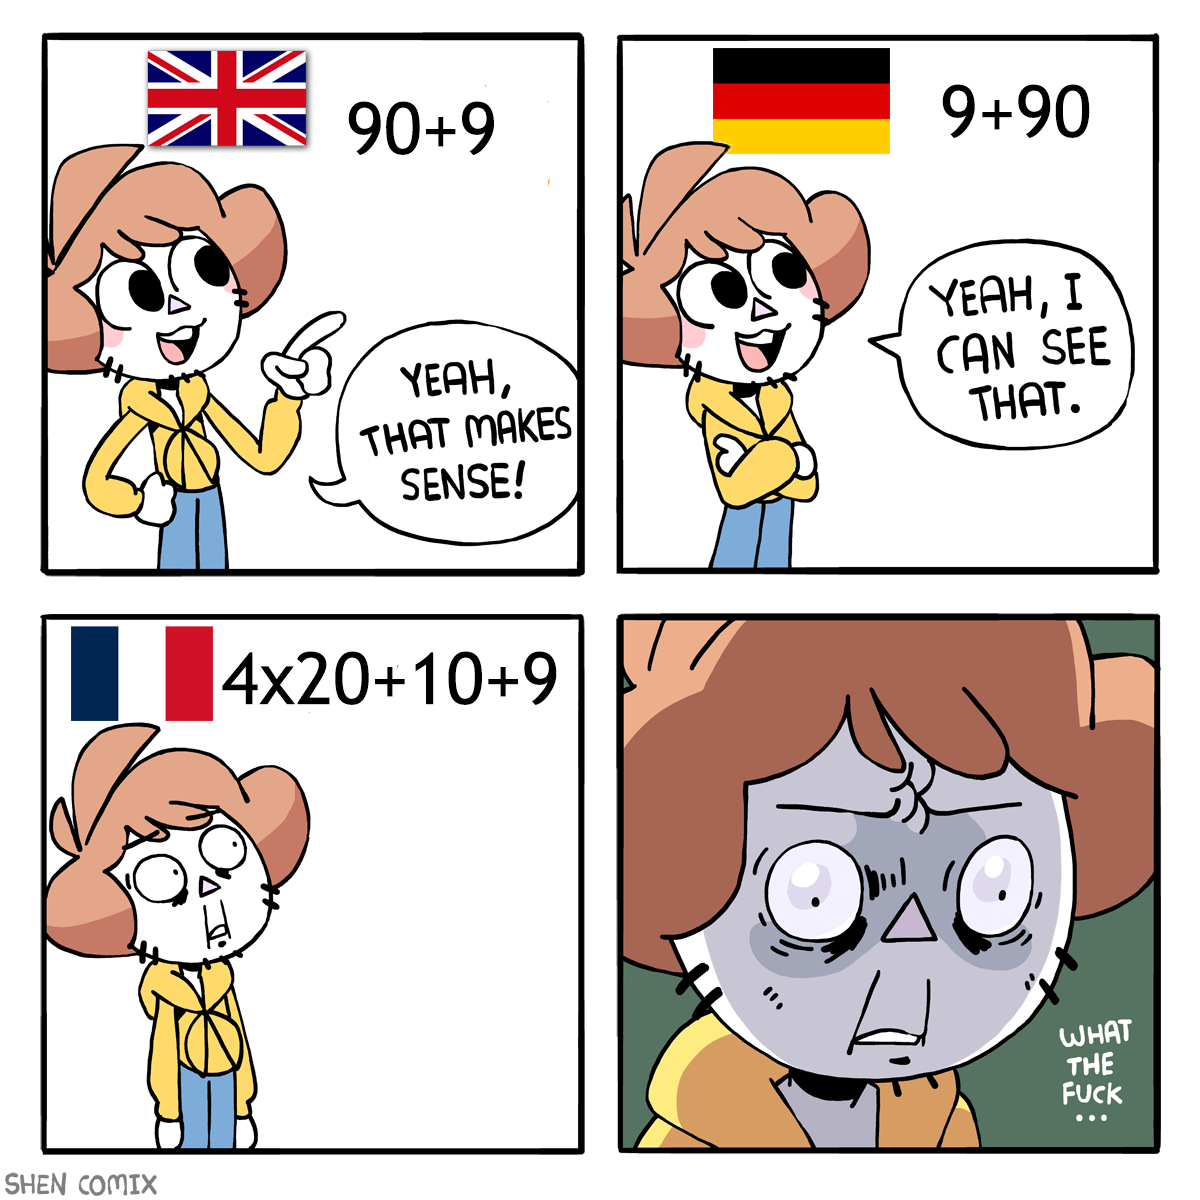 90+9
YEAH,
THAT MAKES
SENSE!
9+90
YEAH, I
CAN SEE
THAT.
4x20+10+9
WHAT
THE
FUCK
...
SHEN COMIX